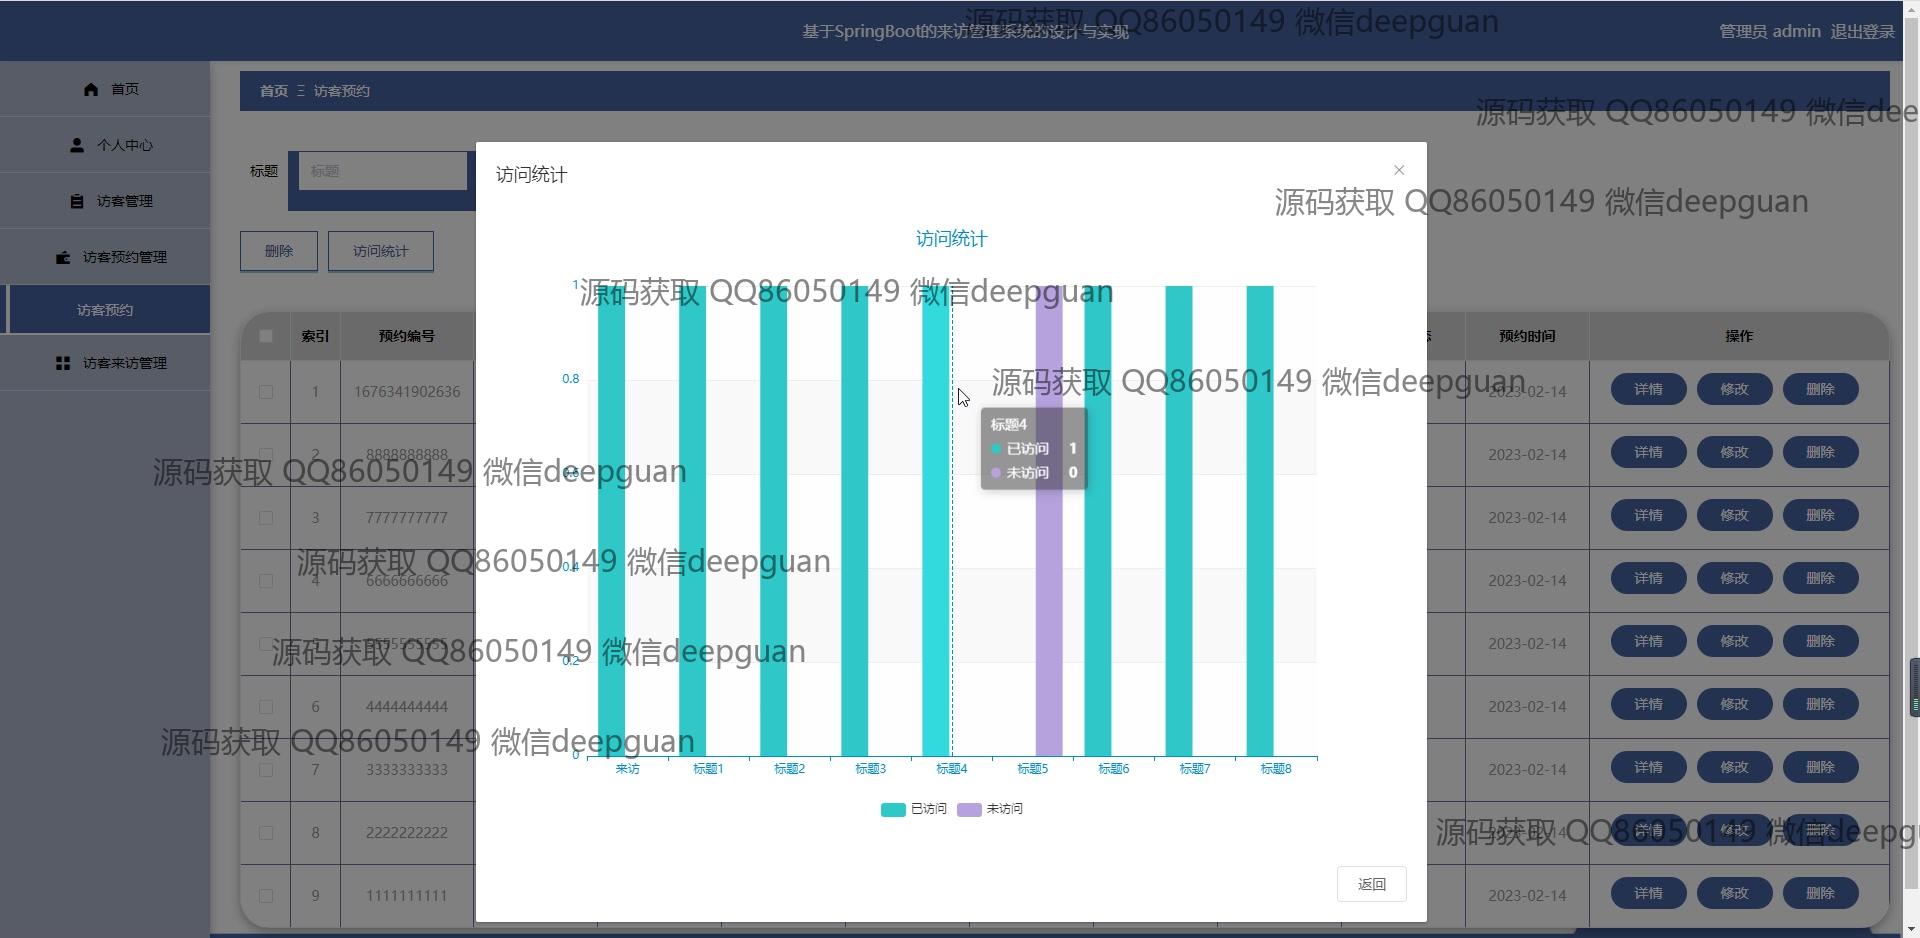 基于SpringBoot的来访管理系统的设计与实现
管理员 admin 退出登录
源码获取 QQ86050149 微信deepguan
首页
个人中心
访客管理
访客预约管理
访客预约
访客来访管理
首页 Ξ 访客预约
源码获取 QQ86050149 微信dee
标题 标题
删除 访问统计
访问统计
×
源码获取 QQ86050149 微信deepguan
访问统计
源码获取 QQ86050149 微信deepguan
1
0.8
0.6
0.4
0.2
0
源码获取 QQ86050149 微信deepguan
标题4
已访问 1
未访问 0
来访 标题1 标题2 标题3 标题4 标题5 标题6 标题7 标题8
已访问 未访问
返回
索引 预约编号 预约时间 操作
1 1676341902636 2023-02-14 详情 修改 删除
2 8888888888 2023-02-14 详情 修改 删除
源码获取 QQ86050149 微信deepguan
3 7777777777 2023-02-14 详情 修改 删除
源码获取 QQ86050149 微信deepguan
4 6666666666 2023-02-14 详情 修改 删除
5 5555555555 2023-02-14 详情 修改 删除
源码获取 QQ86050149 微信deepguan
6 4444444444 2023-02-14 详情 修改 删除
源码获取 QQ86050149 微信deepguan
7 3333333333 2023-02-14 详情 修改 删除
8 2222222222 2023-02-14 详情 修改 删除
源码获取 QQ86050149 微信deepgu
9 1111111111 2023-02-14 详情 修改 删除